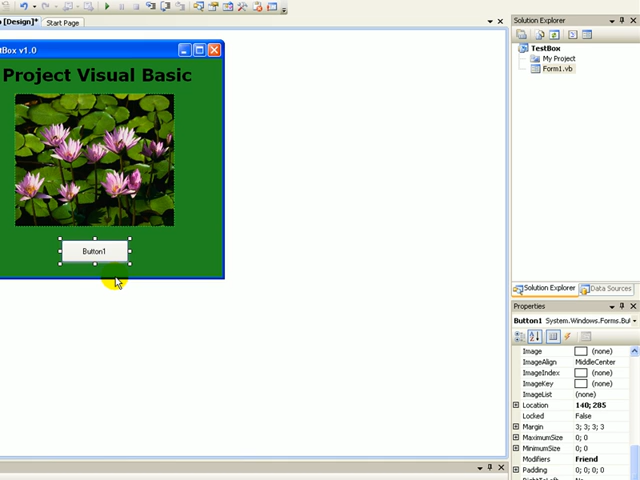 [Design]*
Start Page
stBox v1.0
Project Visual Basic
Button1
Solution Explorer
TestBox
My Project
Form1.vb
Solution Explorer
Data Sources
Properties
Button1 System.Windows.Forms.But
Image (none)
ImageAlign MiddleCenter
ImageIndex (none)
ImageKey (none)
ImageList (none)
Location 140; 285
Locked False
Margin 3; 3; 3; 3
MaximumSize 0; 0
MinimumSize 0; 0
Modifiers Friend
Padding 0; 0; 0; 0